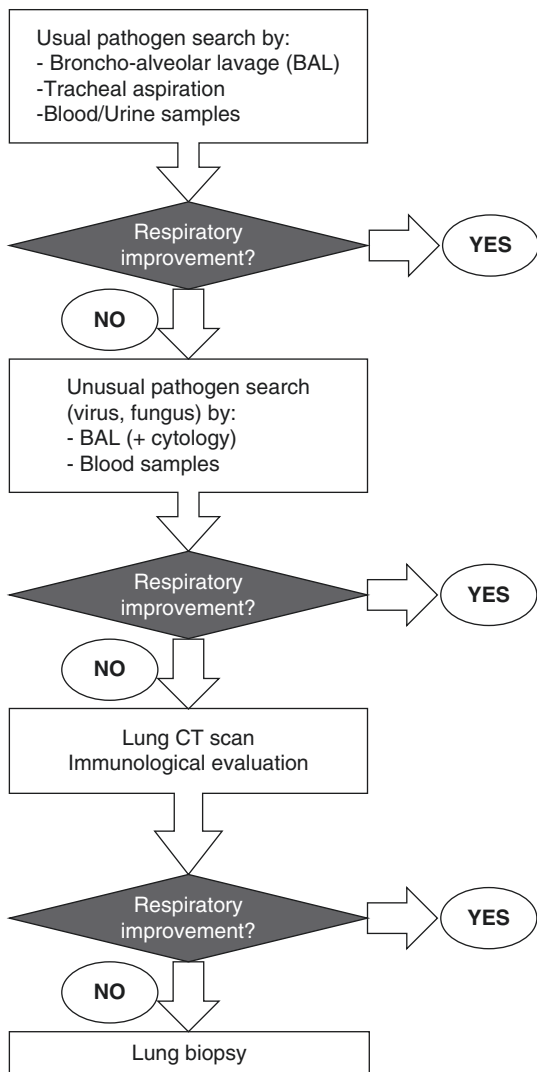 Usual pathogen search by:
- Broncho-alveolar lavage (BAL)
-Tracheal aspiration
-Blood/Urine samples
Respiratory
improvement?
YES
NO
Unusual pathogen search
(virus, fungus) by:
- BAL (+ cytology)
- Blood samples
Respiratory
improvement?
YES
NO
Lung CT scan
Immunological evaluation
Respiratory
improvement?
YES
NO
Lung biopsy